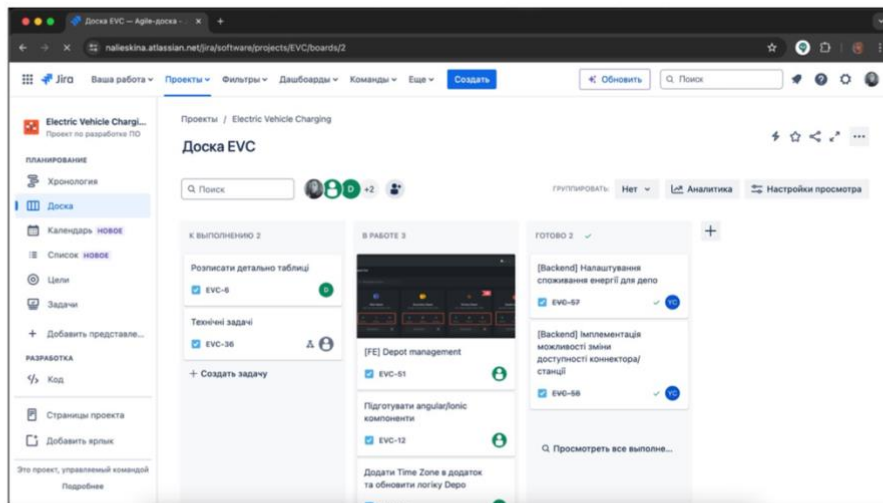 Доска EVC — Agile-доска - .
nalieskina.atlassian.net/jira/software/projects/EVC/boards/2
Jira Ваша работа Проекты Фильтры Дашборды Команды Еще Создать Обновить Поиск
Electric Vehicle Chargi...
Проект по разработке ПО
ПЛАНИРОВАНИЕ
Хронология
Доска
Календарь НОВОЕ
Список НОВОЕ
Цели
Задачи
Добавить представле...
РАЗРАБОТКА
Код
Страницы проекта
Добавить ярлык
Это проект, управляемый командой
Подробнее
Проекты / Electric Vehicle Charging
Доска EVC
Поиск D +2 ГРУППИРОВАТЬ: Нет Аналитика Настройки просмотра
К ВЫПОЛНЕНИЮ 2
Розписати детально таблиці
EVC-6 D
Технічні задачі
EVC-36
+ Создать задачу
В РАБОТЕ 3
[FE] Depot management
EVC-51
Підготувати angular/Ionic
компоненти
EVC-12
Додати Time Zone в додаток
та обновити логіку Depo
ГОТОВО 2
[Backend] Налаштування
споживання енергії для депо
EVC-57 YC
[Backend] Імплементація
можливості зміни
доступності коннектора/
станції
EVC-58 YC
Просмотреть все выполне...